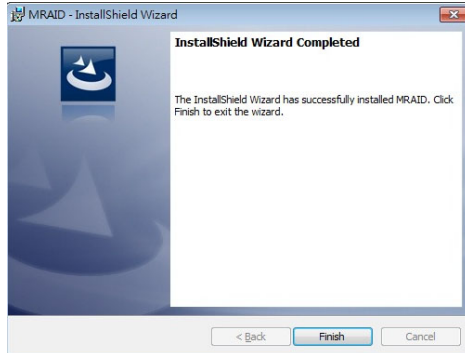 MRAID - InstallShield Wizard
InstallShield Wizard Completed
The InstallShield Wizard has successfully installed MRAID. Click
Finish to exit the wizard.
< Back
Finish
Cancel